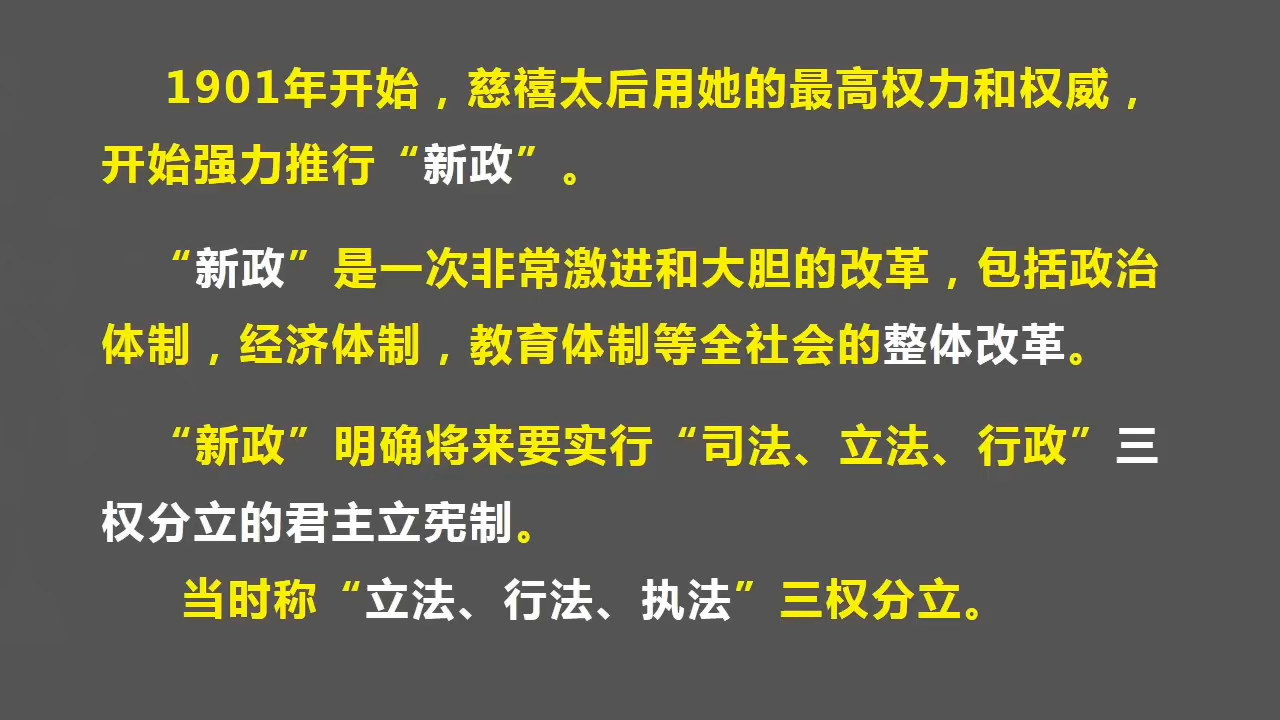 1901年开始，慈禧太后用她的最高权力和权威，
开始强力推行“新政”。
“新政”是一次非常激进和大胆的改革，包括政治
体制，经济体制，教育体制等全社会的整体改革。
“新政”明确将来要实行“司法、立法、行政”三
权分立的君主立宪制。
当时称“立法、行法、执法”三权分立。